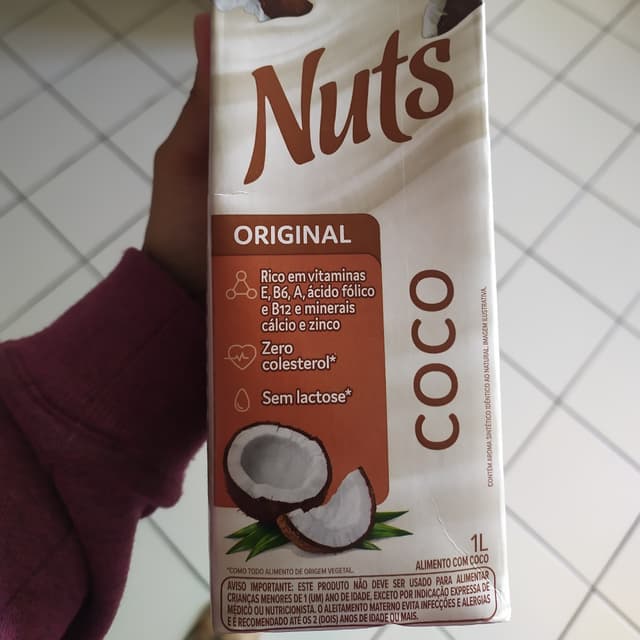 Nuts
ORIGINAL
Rico em vitaminas
E, B6, A, ácido fólico
e B12 e minerais
cálcio e zinco
Zero
colesterol*
Sem lactose*
COCO
CONTÉM AROMA SINTÉTICO IDÊNTICO AO NATURAL. IMAGEM ILUSTRATIVA.
1L
ALIMENTO COM COCO
*COMO TODO ALIMENTO DE ORIGEM VEGETAL.
AVISO IMPORTANTE: ESTE PRODUTO NÃO DEVE SER USADO PARA ALIMENTAR
CRIANÇAS MENORES DE 1 (UM) ANO DE IDADE, EXCETO POR INDICAÇÃO EXPRESSA DE
MÉDICO OU NUTRICIONISTA. O ALEITAMENTO MATERNO EVITA INFECÇÕES E ALERGIAS
E É RECOMENDADO ATÉ OS 2 (DOIS) ANOS DE IDADE OU MAIS.